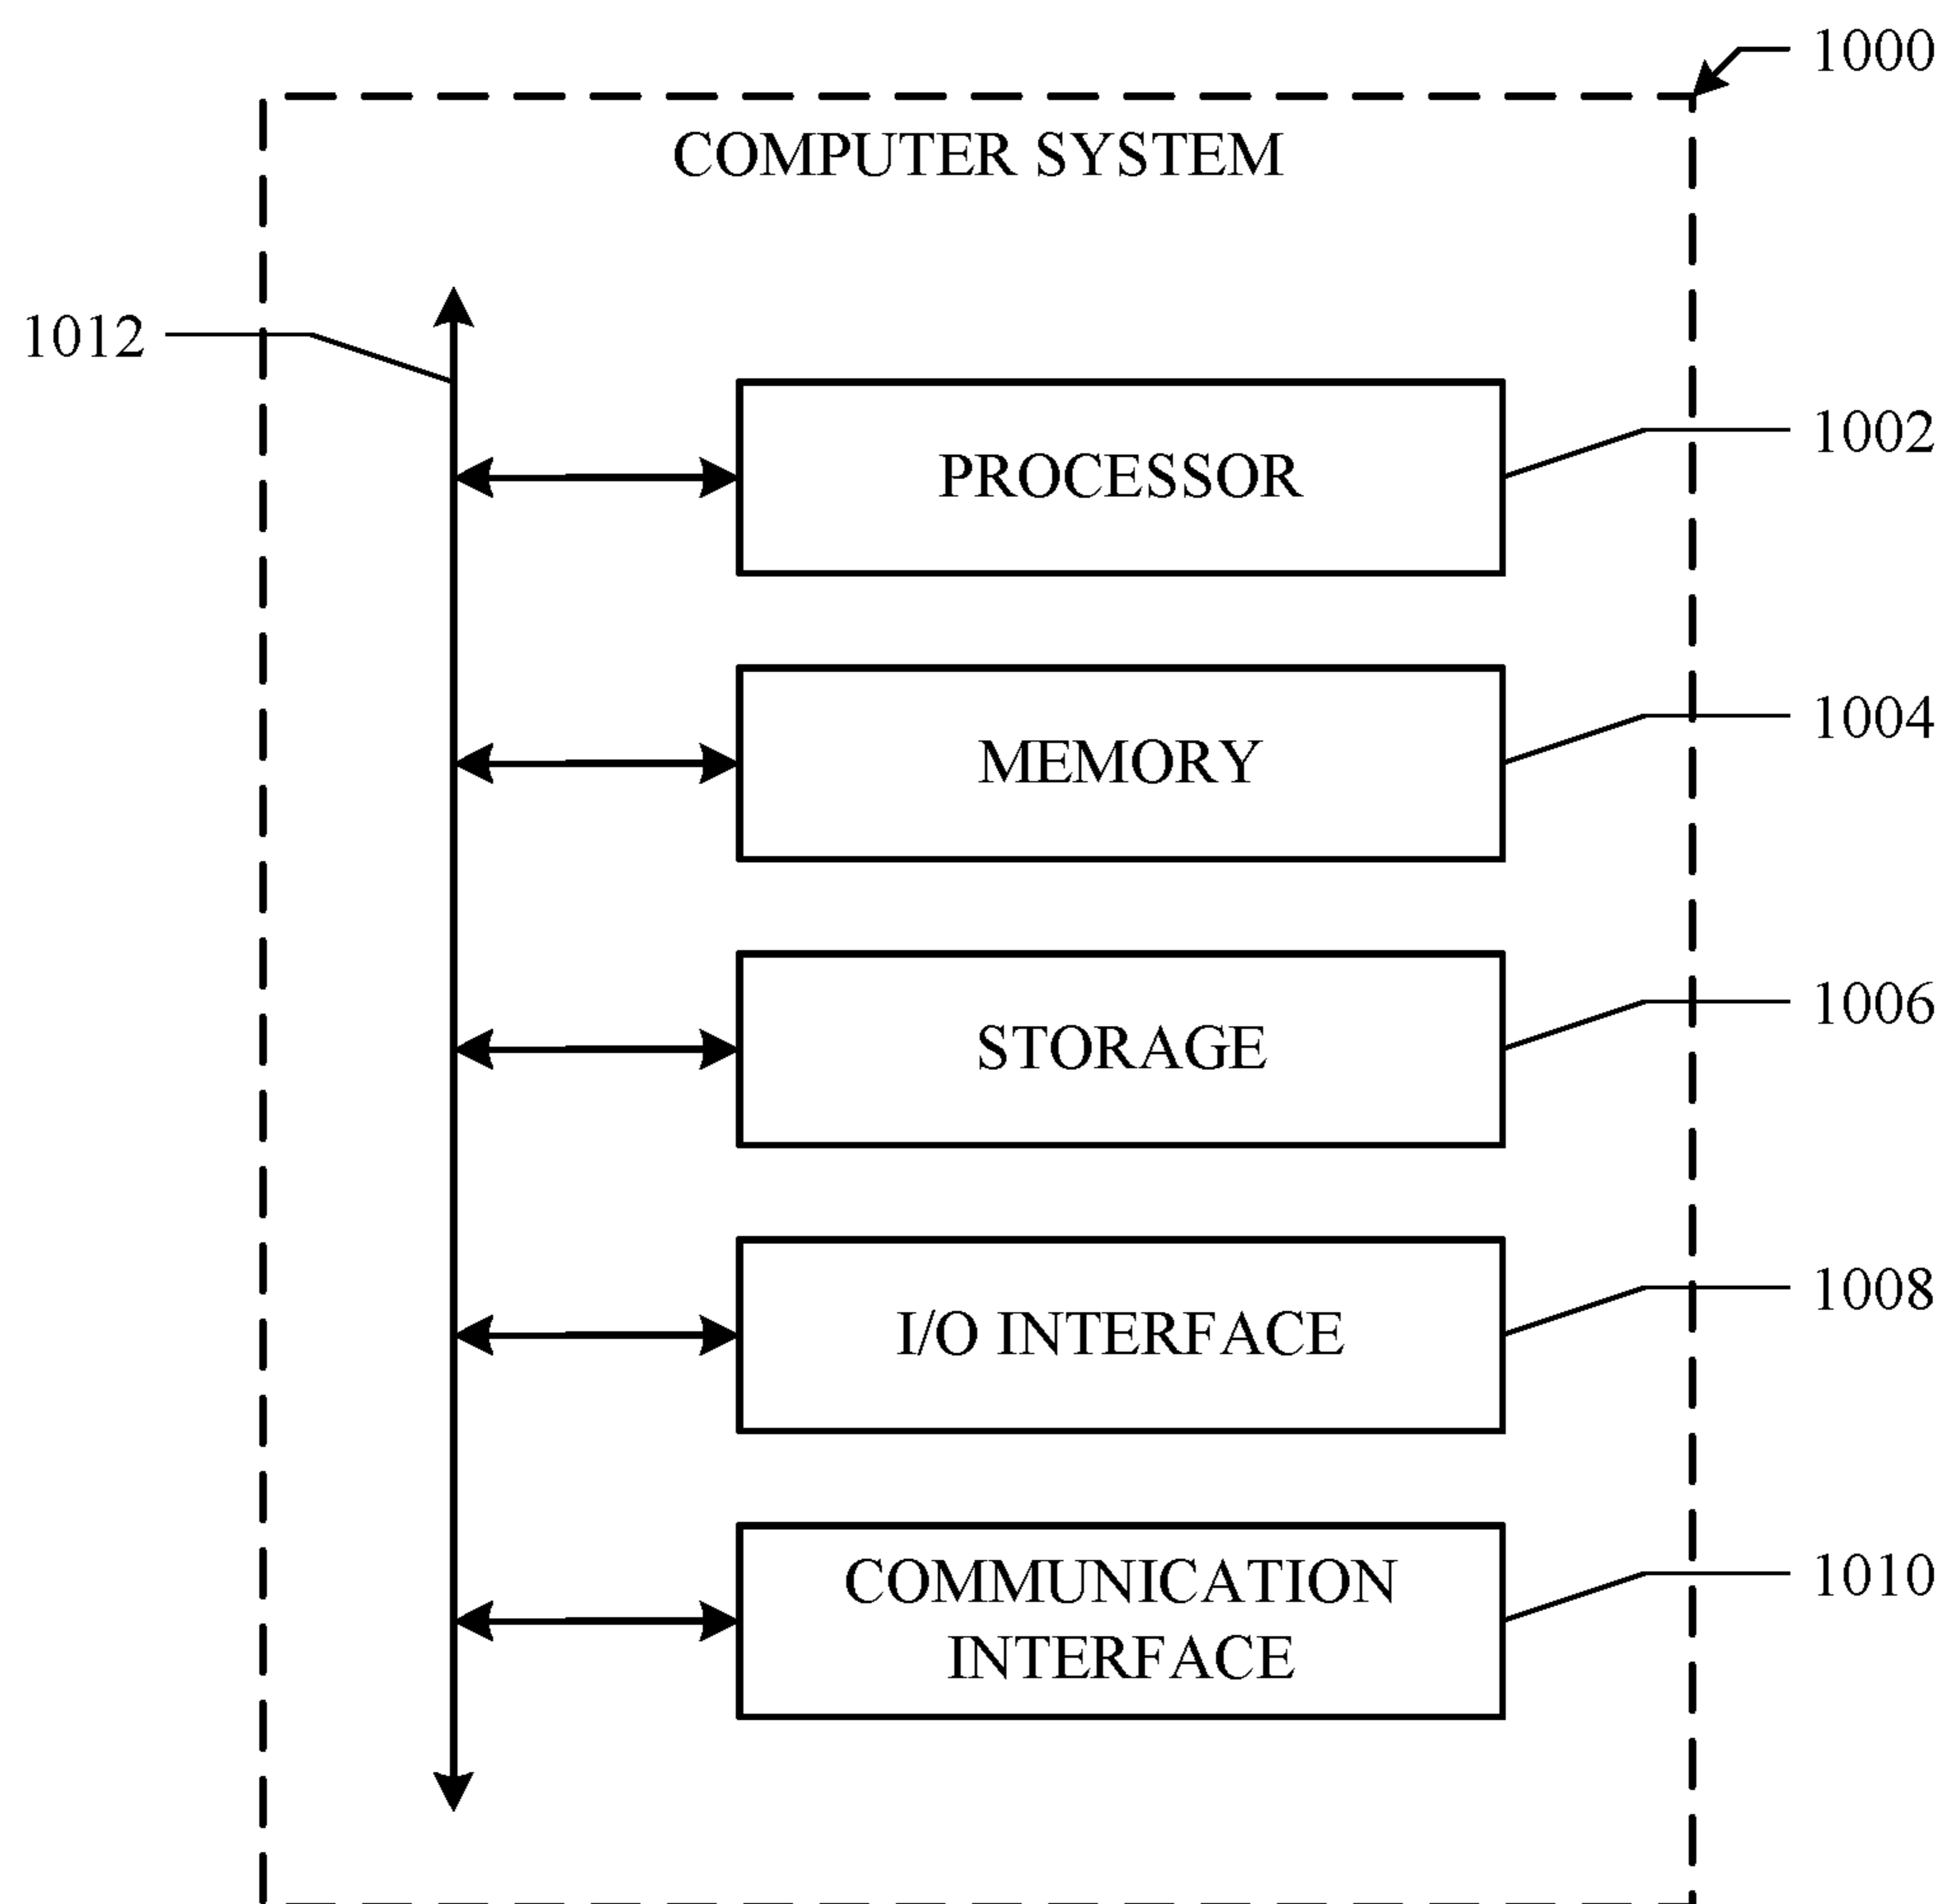 1000
COMPUTER SYSTEM
1012
PROCESSOR
1002
MEMORY
1004
STORAGE
1006
I/O INTERFACE
1008
COMMUNICATION
INTERFACE
1010